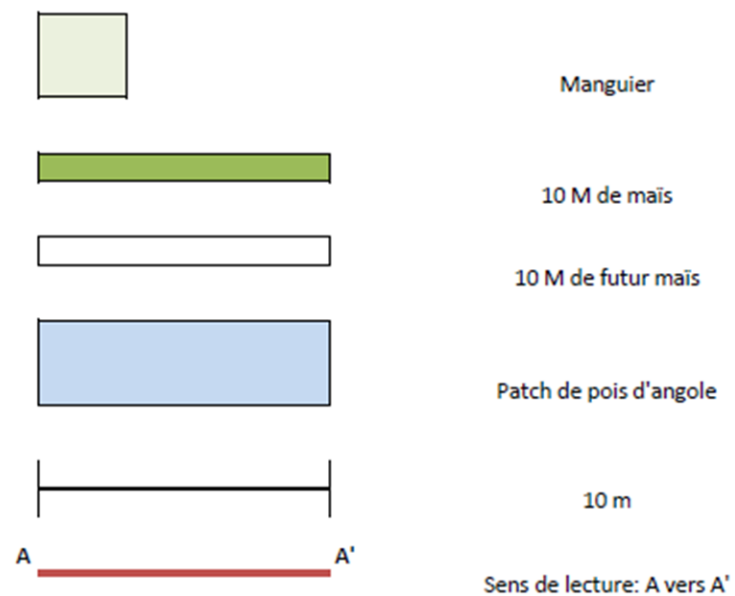 Manguier
10 M de maïs
10 M de futur maïs
Patch de pois d'angole
10 m
A A'
Sens de lecture: A vers A'